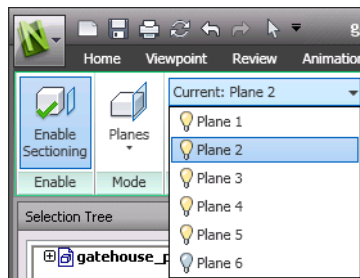 g
Home Viewpoint Review Animation
Enable Sectioning
Planes
Current: Plane 2
Plane 1
Plane 2
Plane 3
Plane 4
Plane 5
Plane 6
Enable Mode
Selection Tree
gatehouse_p